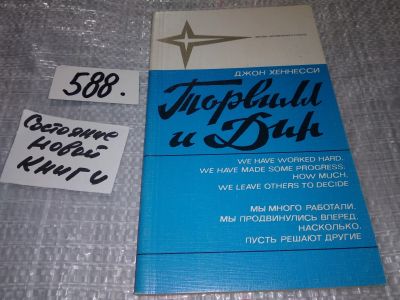 588.
Состояние
новой
книги
ДЖОН ХЕННЕССИ
Торвилл
и Дин
WE HAVE WORKED HARD.
WE HAVE MADE SOME PROGRESS.
HOW MUCH,
WE LEAVE OTHERS TO DECIDE
МЫ МНОГО РАБОТАЛИ.
МЫ ПРОДВИНУЛИСЬ ВПЕРЕД.
НАСКОЛЬКО,
ПУСТЬ РЕШАЮТ ДРУГИЕ